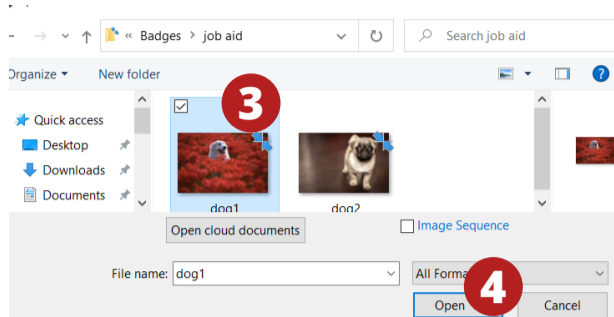 « Badges > job aid
Search job aid
Organize
New folder
Quick access
Desktop
Downloads
Documents
3
dog1
dog2
Open cloud documents
Image Sequence
File name:
dog1
All Forma
4
Open
Cancel